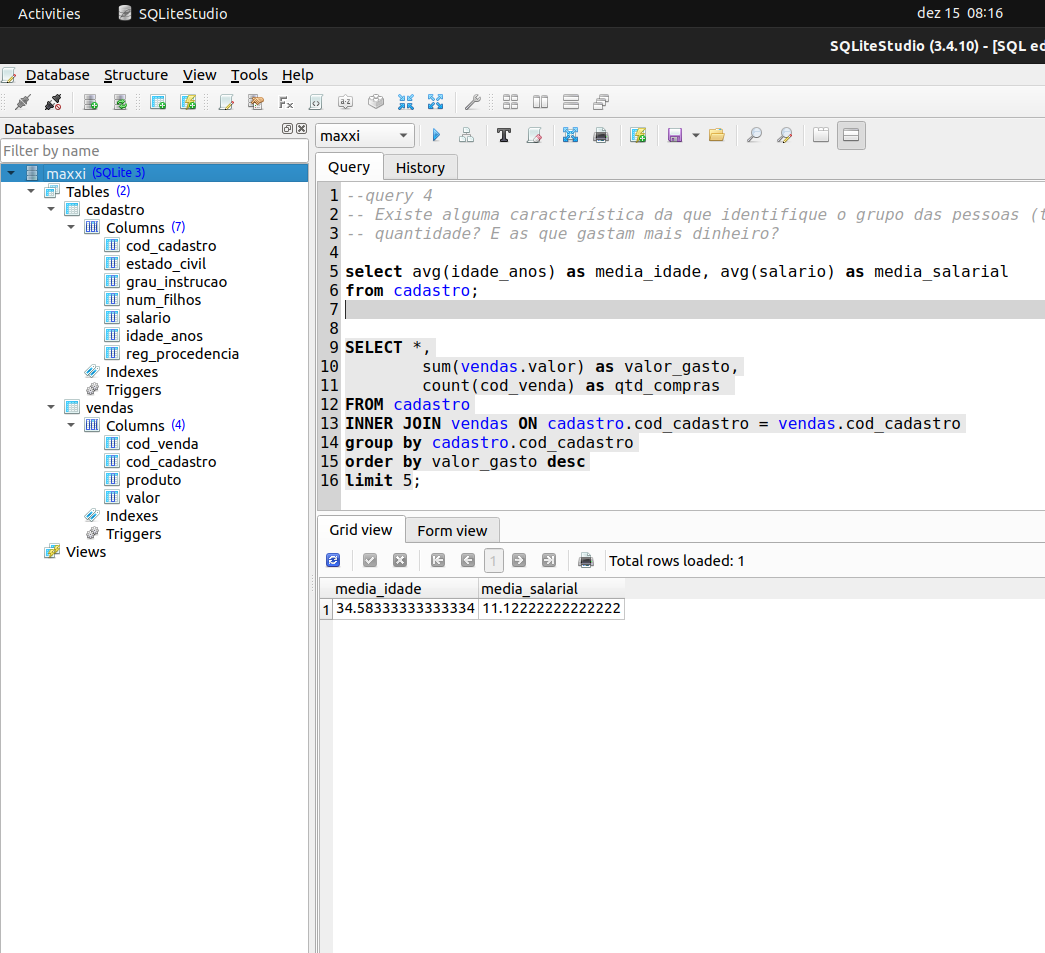 Activities SQLiteStudio dez 15 08:16
SQLiteStudio (3.4.10) - [SQL ed
Database Structure View Tools Help
Databases
Filter by name
maxxi (SQLite 3)
Tables (2)
cadastro
Columns (7)
cod_cadastro
estado_civil
grau_instrucao
num_filhos
salario
idade_anos
reg_procedencia
Indexes
Triggers
vendas
Columns (4)
cod_venda
cod_cadastro
produto
valor
Indexes
Triggers
Views
maxxi
Query History
1 --query 4
2 -- Existe alguma característica da que identifique o grupo das pessoas (t
3 -- quantidade? E as que gastam mais dinheiro?
4
5 select avg(idade_anos) as media_idade, avg(salario) as media_salarial
6 from cadastro;
7
8
9 SELECT *,
10 sum(vendas.valor) as valor_gasto,
11 count(cod_venda) as qtd_compras
12 FROM cadastro
13 INNER JOIN vendas ON cadastro.cod_cadastro = vendas.cod_cadastro
14 group by cadastro.cod_cadastro
15 order by valor_gasto desc
16 limit 5;
Grid view Form view
1 Total rows loaded: 1
media_idade media_salarial
1 34.58333333333334 11.12222222222222